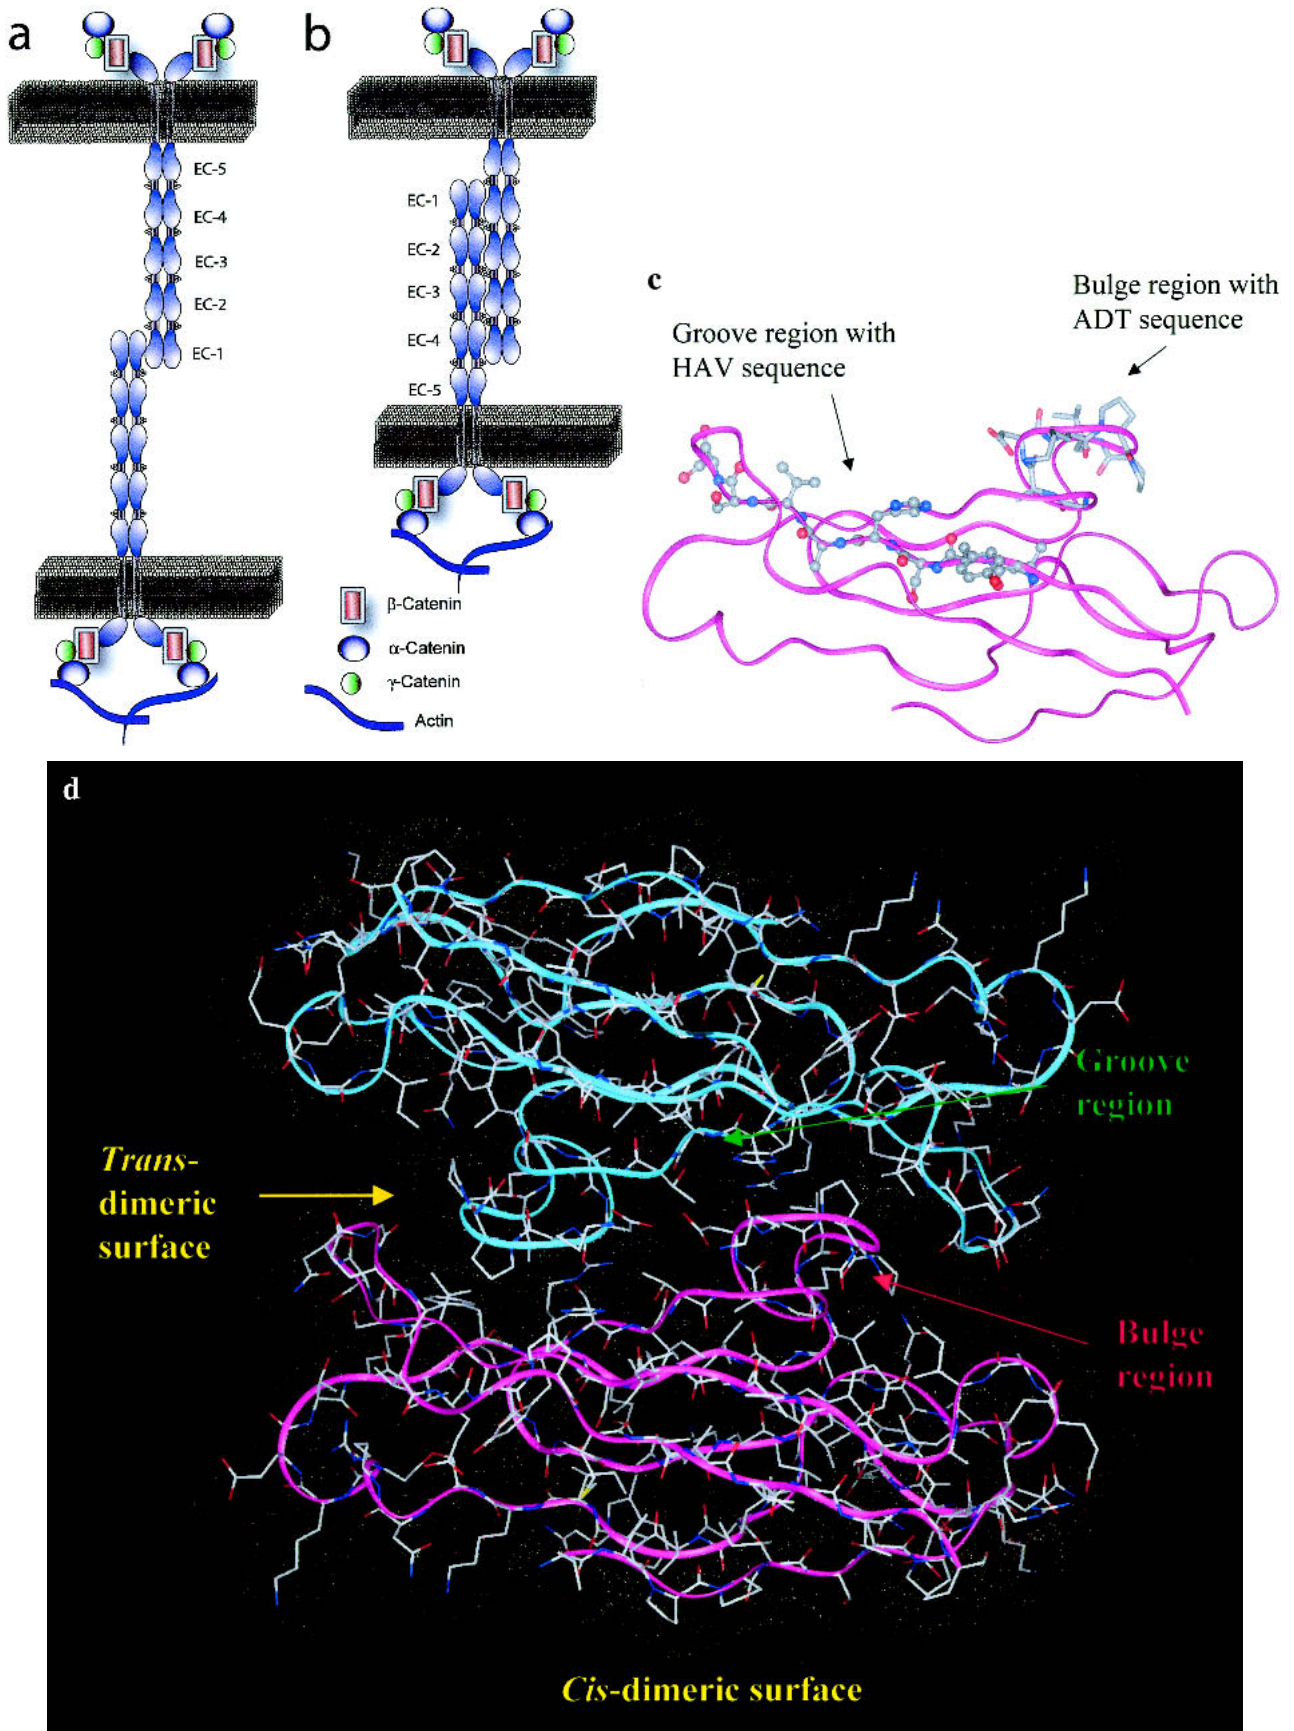 a
EC-5
EC-4
EC-3
EC-2
EC-1
b
EC-1
EC-2
EC-3
EC-4
EC-5
β-Catenin
α-Catenin
γ-Catenin
Actin
c
Groove region with
HAV sequence
Bulge region with
ADT sequence
d
Groove
region
Trans-
dimeric
surface
Bulge
region
Cis-dimeric surface